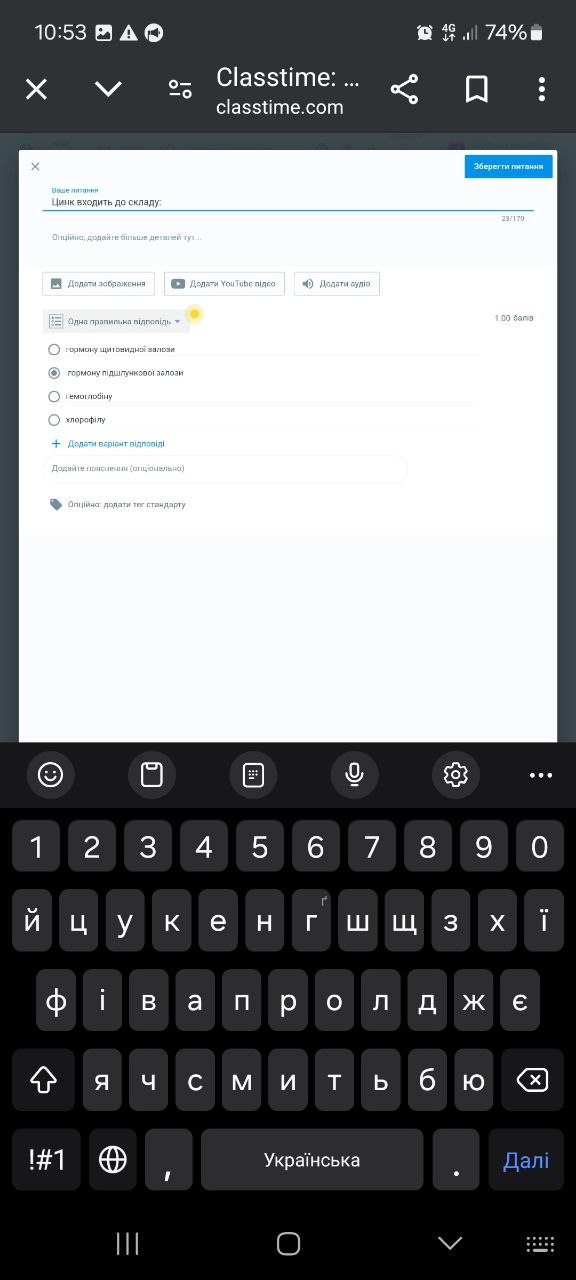 10:53 4G 74%
Classtime: ...
classtime.com
Зберегти питання
Ваше питання
Цинк входить до складу:
23/170
Опційно, додайте більше деталей тут...
Додати зображення Додати YouTube відео Додати аудіо
Одна правильна відповідь 1.00 балів
гормону щитовидної залози
гормону підшлункової залози
гемоглобіну
хлорофілу
+ Додати варіант відповіді
Додайте пояснення (опціонально)
Опційно: додати тег стандарту
1 2 3 4 5 6 7 8 9 0
й ц у к е н г ґ ш щ з х ї
ф і в а п р о л д ж є
я ч с м и т ь б ю
!#1 , Українська . Далі